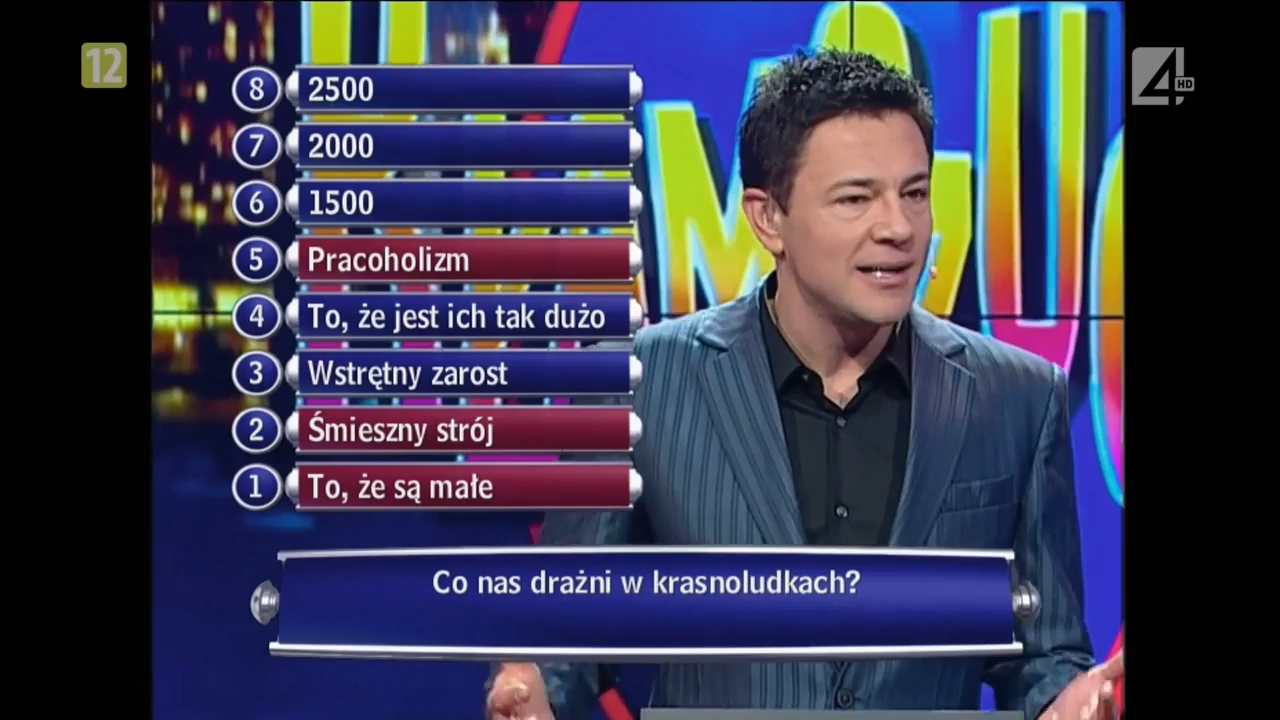 12
4
HD
8 2500
7 2000
6 1500
5 Pracoholizm
4 To, że jest ich tak dużo
3 Wstrętny zarost
2 Śmieszny strój
1 To, że są małe
Co nas drażni w krasnoludkach?